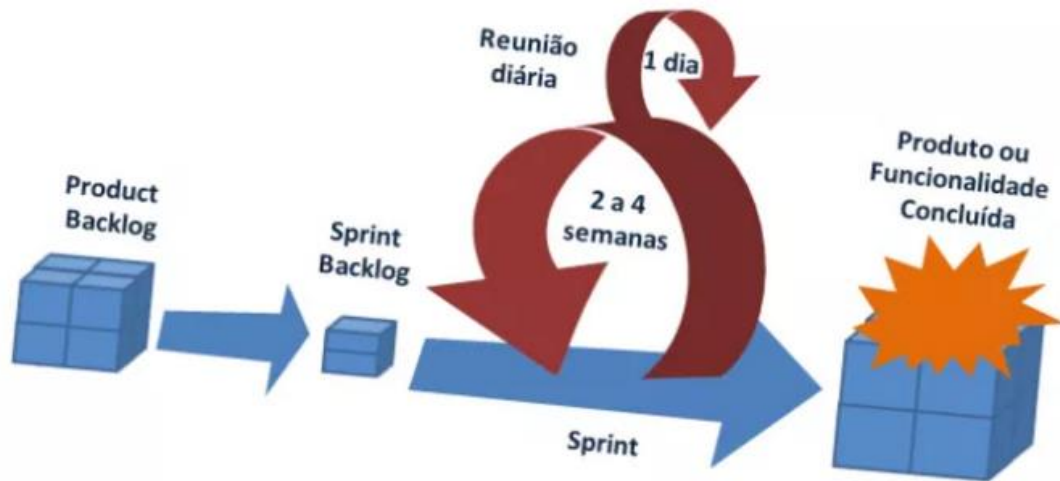 Product
Backlog
Sprint
Backlog
Reunião
diária
1 dia
2 a 4
semanas
Sprint
Produto ou
Funcionalidade
Concluída